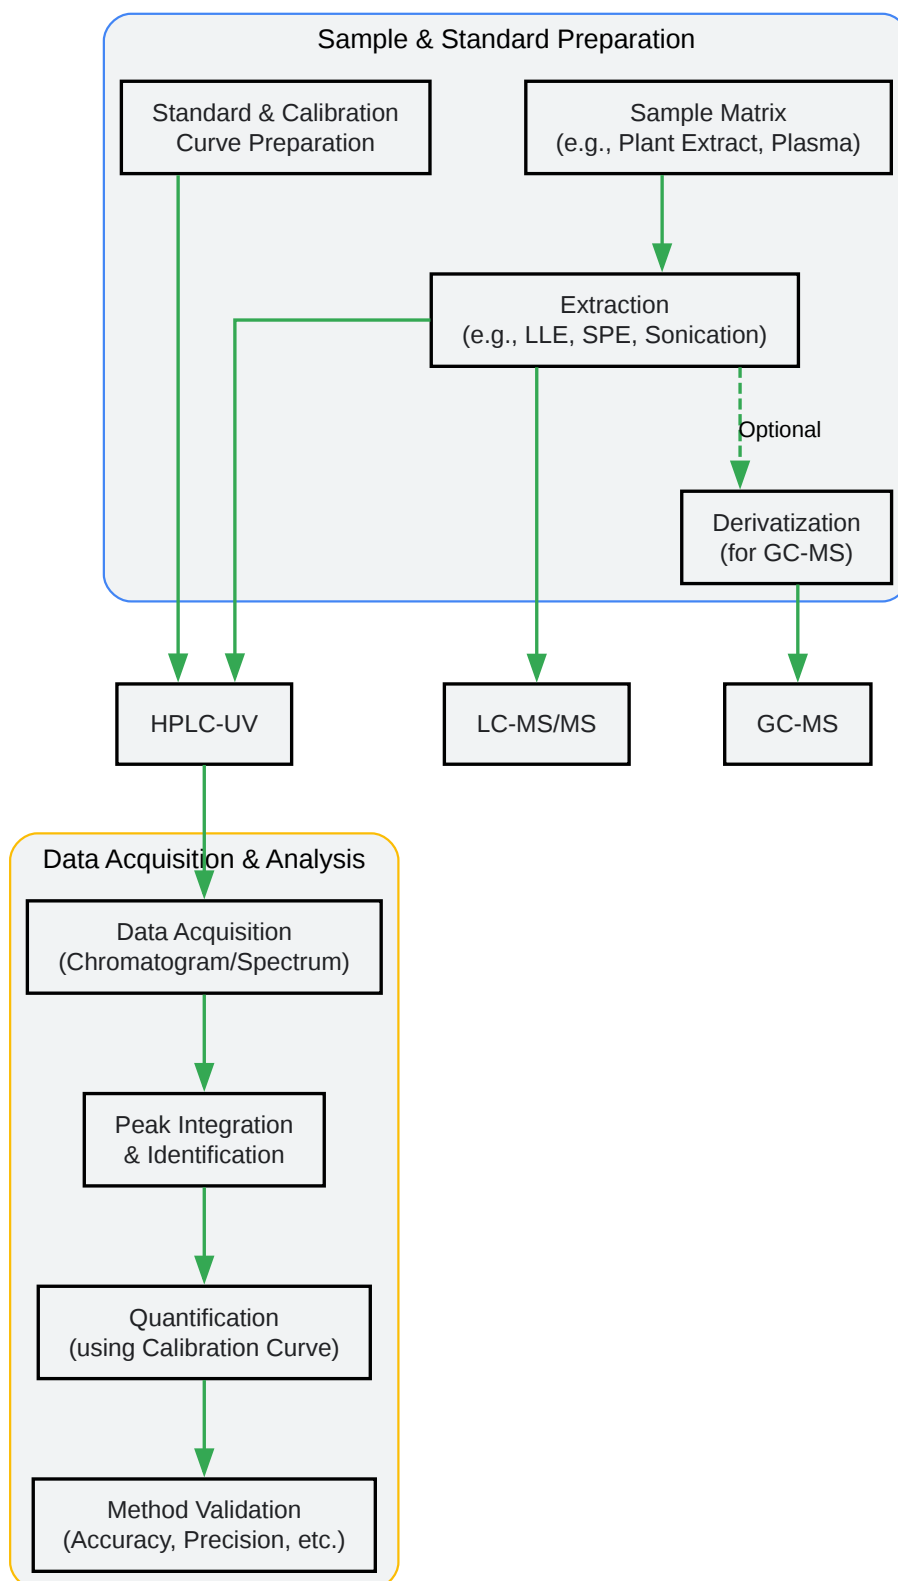 Sample & Standard Preparation
Standard & Calibration
Curve Preparation
Sample Matrix
(e.g., Plant Extract, Plasma)
Extraction
(e.g., LLE, SPE, Sonication)
Optional
Derivatization
(for GC-MS)
HPLC-UV
LC-MS/MS
GC-MS
Data Acquisition & Analysis
Data Acquisition
(Chromatogram/Spectrum)
Peak Integration
& Identification
Quantification
(using Calibration Curve)
Method Validation
(Accuracy, Precision, etc.)